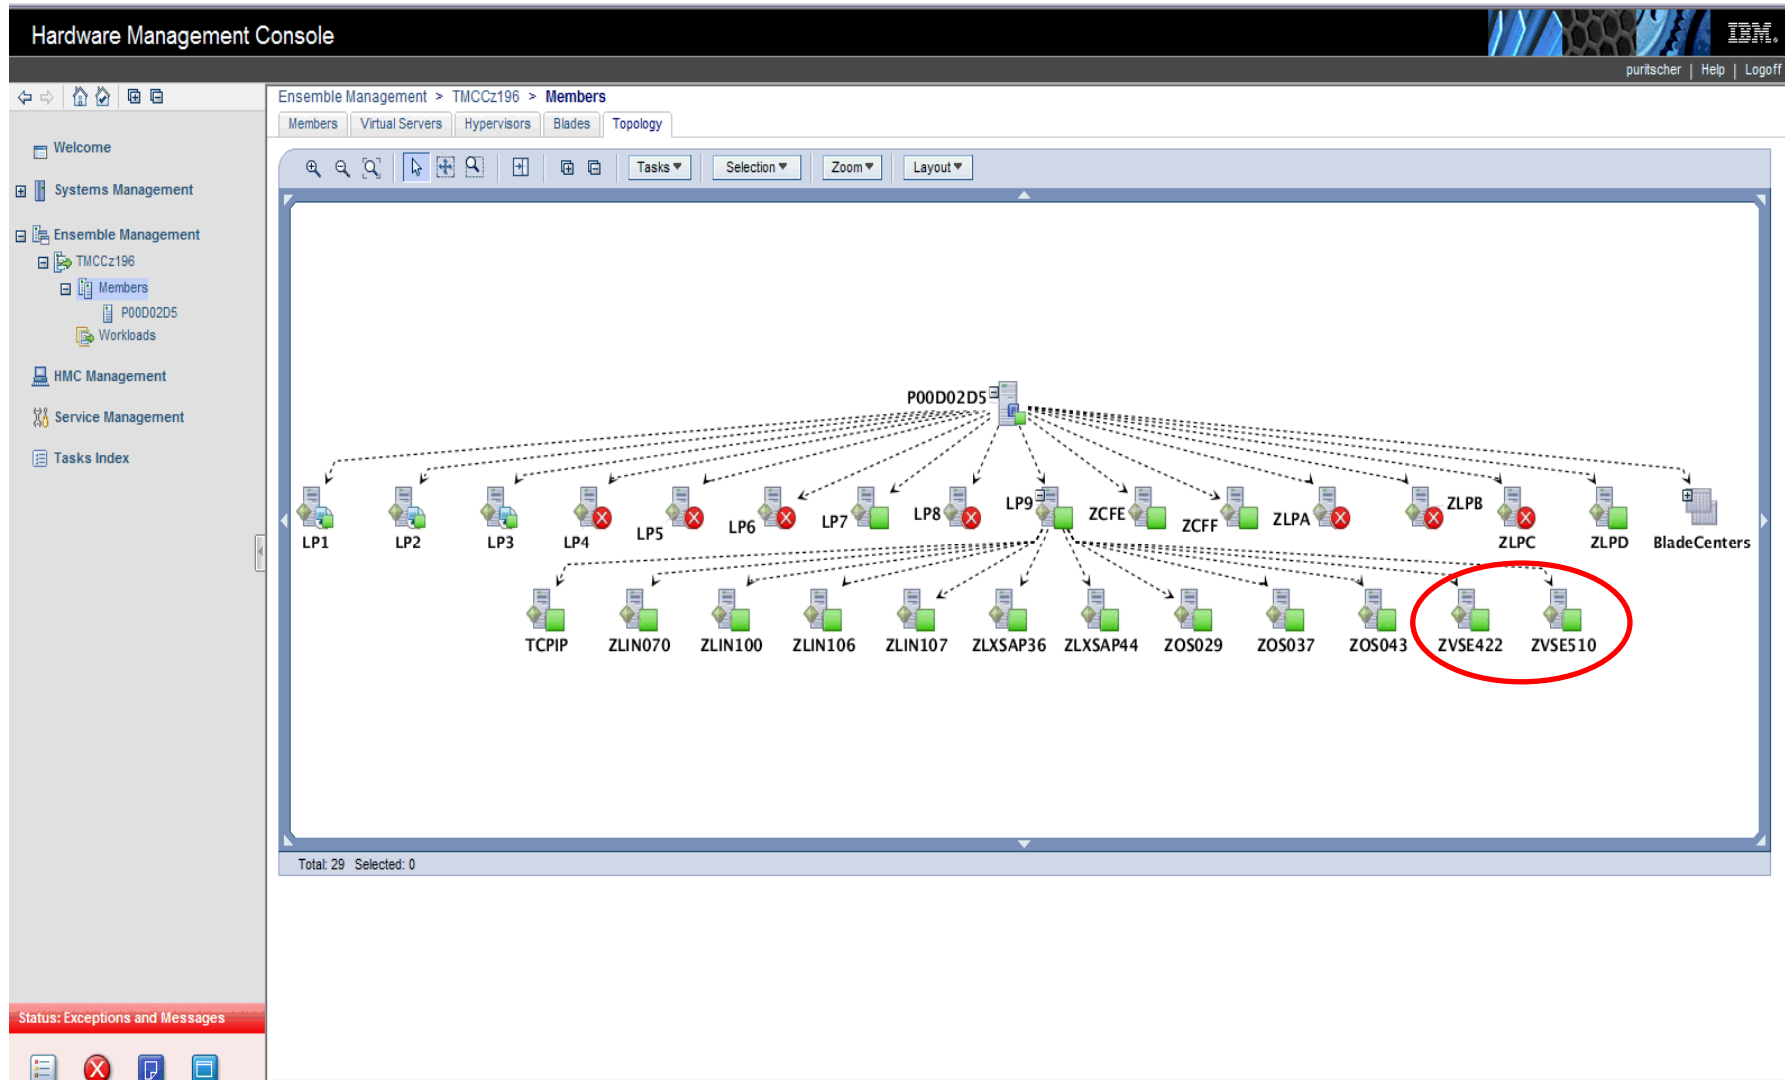 Hardware Management Console
IBM.
puritscher | Help | Logoff
Ensemble Management > TMCCz196 > Members
Members Virtual Servers Hypervisors Blades Topology
Tasks Selection Zoom Layout
Welcome
Systems Management
Ensemble Management
TMCCz196
Members
P00D02D5
Workloads
HMC Management
Service Management
Tasks Index
P00D02D5
LP1 LP2 LP3 LP4 LP5 LP6 LP7 LP8 LP9 ZCFE ZCFF ZLPA ZLPB ZLPC ZLPD BladeCenters
TCPIP ZLIN070 ZLIN100 ZLIN106 ZLIN107 ZLXSAP36 ZLXSAP44 ZOS029 ZOS037 ZOS043 ZVSE422 ZVSE510
Total: 29 Selected: 0
Status: Exceptions and Messages